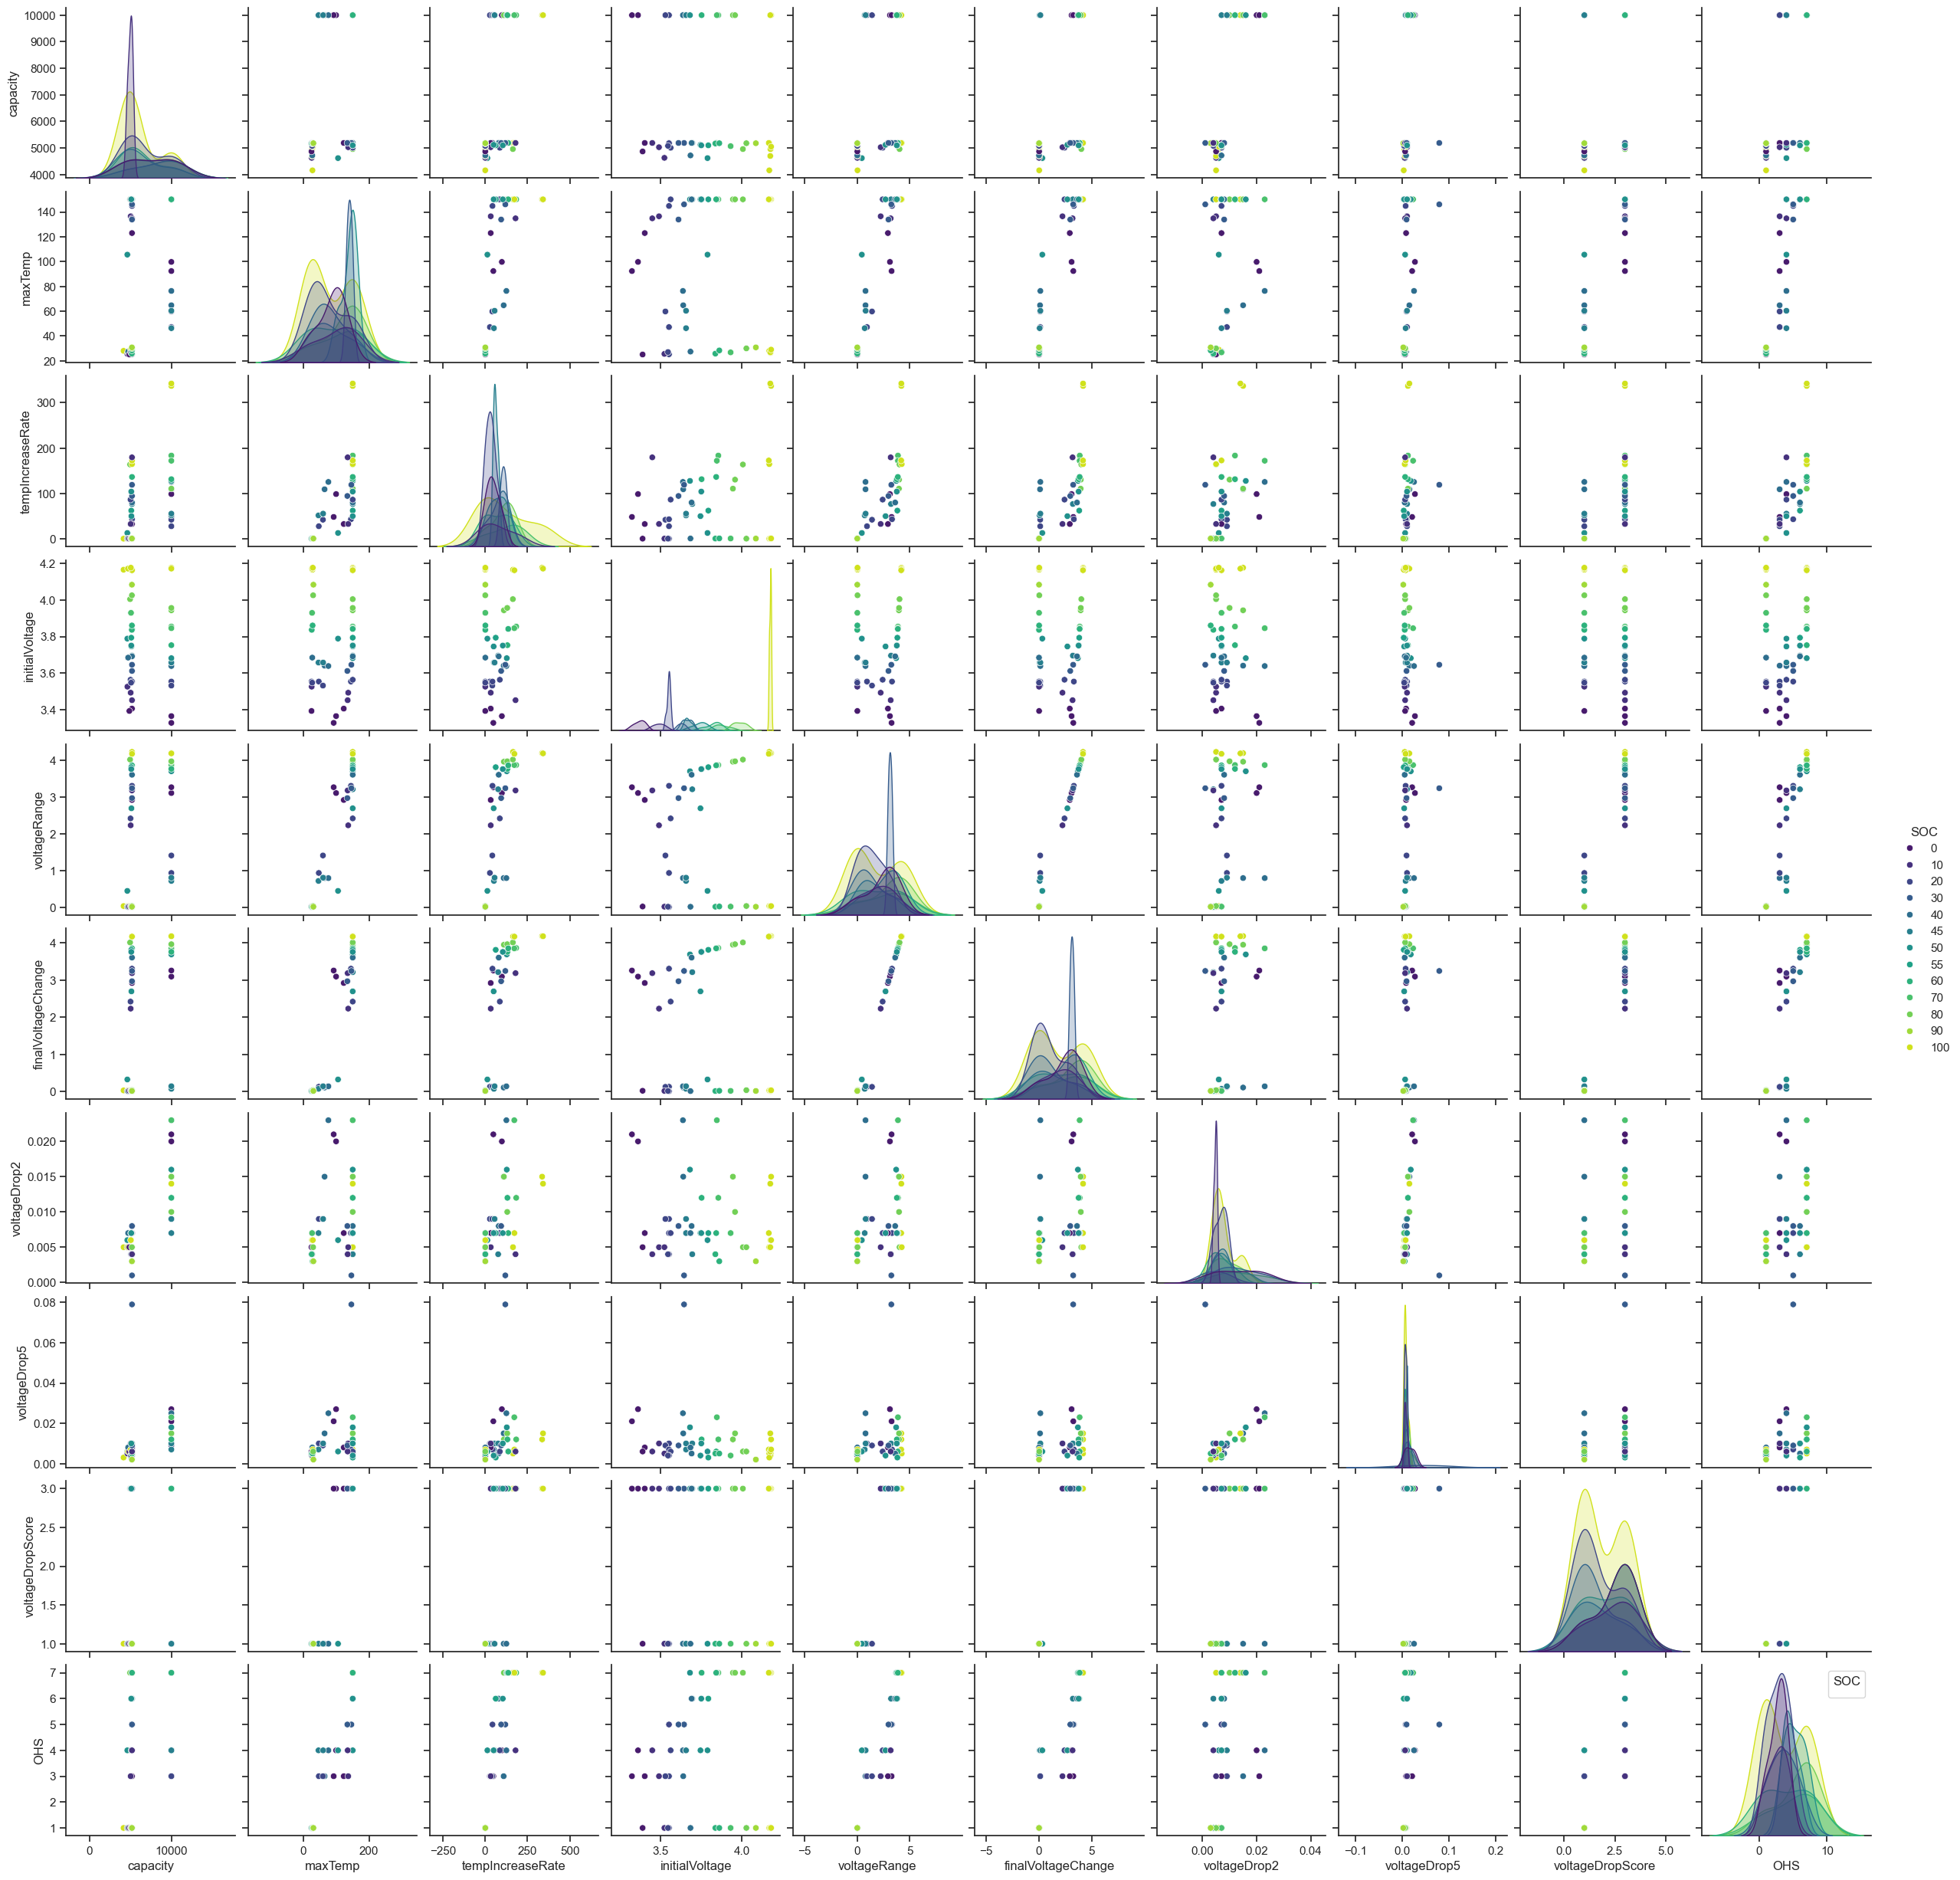 10000
9000
8000
7000
6000
5000
4000
capacity
140
120
100
80
60
40
20
maxTemp
300
200
100
0
tempIncreaseRate
4.2
4.0
3.8
3.6
3.4
initialVoltage
4
3
2
1
0
voltageRange
4
3
2
1
0
finalVoltageChange
0.020
0.015
0.010
0.005
0.000
voltageDrop2
0.08
0.06
0.04
0.02
0.00
voltageDrop5
3.0
2.5
2.0
1.5
1.0
voltageDropScore
7
6
5
4
3
2
1
OHS
SOC
0 10000
capacity
0 200
maxTemp
−250 0 250 500
tempIncreaseRate
3.5 4.0
initialVoltage
−5 0 5
voltageRange
−5 0 5
finalVoltageChange
0.00 0.02 0.04
voltageDrop2
−0.1 0.0 0.1 0.2
voltageDrop5
0.0 2.5 5.0
voltageDropScore
0 10
OHS
SOC
0
10
20
30
40
45
50
55
60
70
80
90
100